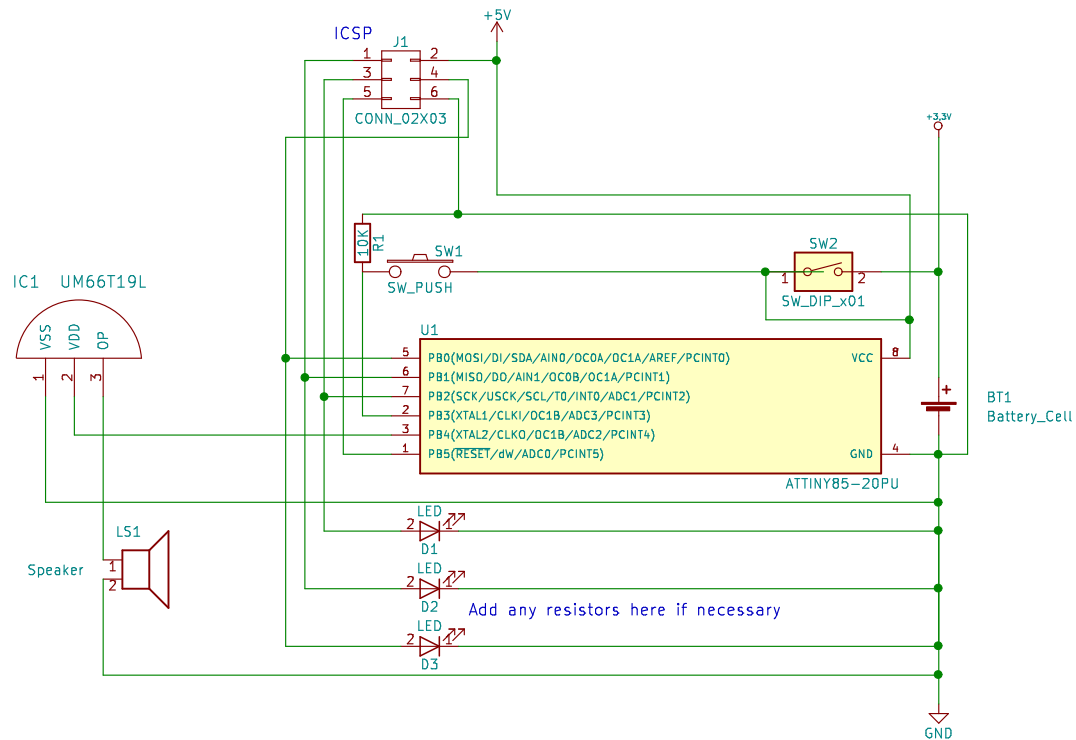 +5V
ICSP
J1
1 2
3 4
5 6
CONN_02X03
+3.3V
10K
R1
SW1
SW_PUSH
SW2
1 2
SW_DIP_x01
IC1 UM66T19L
VSS
VDD
OP
1
2
3
U1
5 PB0(MOSI/DI/SDA/AIN0/OC0A/OC1A/AREF/PCINT0) VCC 8
6 PB1(MISO/DO/AIN1/OC0B/OC1A/PCINT1)
7 PB2(SCK/USCK/SCL/T0/INT0/ADC1/PCINT2)
2 PB3(XTAL1/CLKI/OC1B/ADC3/PCINT3)
3 PB4(XTAL2/CLKO/OC1B/ADC2/PCINT4)
1 PB5(RESET/dW/ADC0/PCINT5) GND 4
ATTINY85-20PU
+
BT1
Battery_Cell
LED
2 1
D1
LS1
Speaker
1
2
LED
2 1
D2
Add any resistors here if necessary
LED
2 1
D3
GND